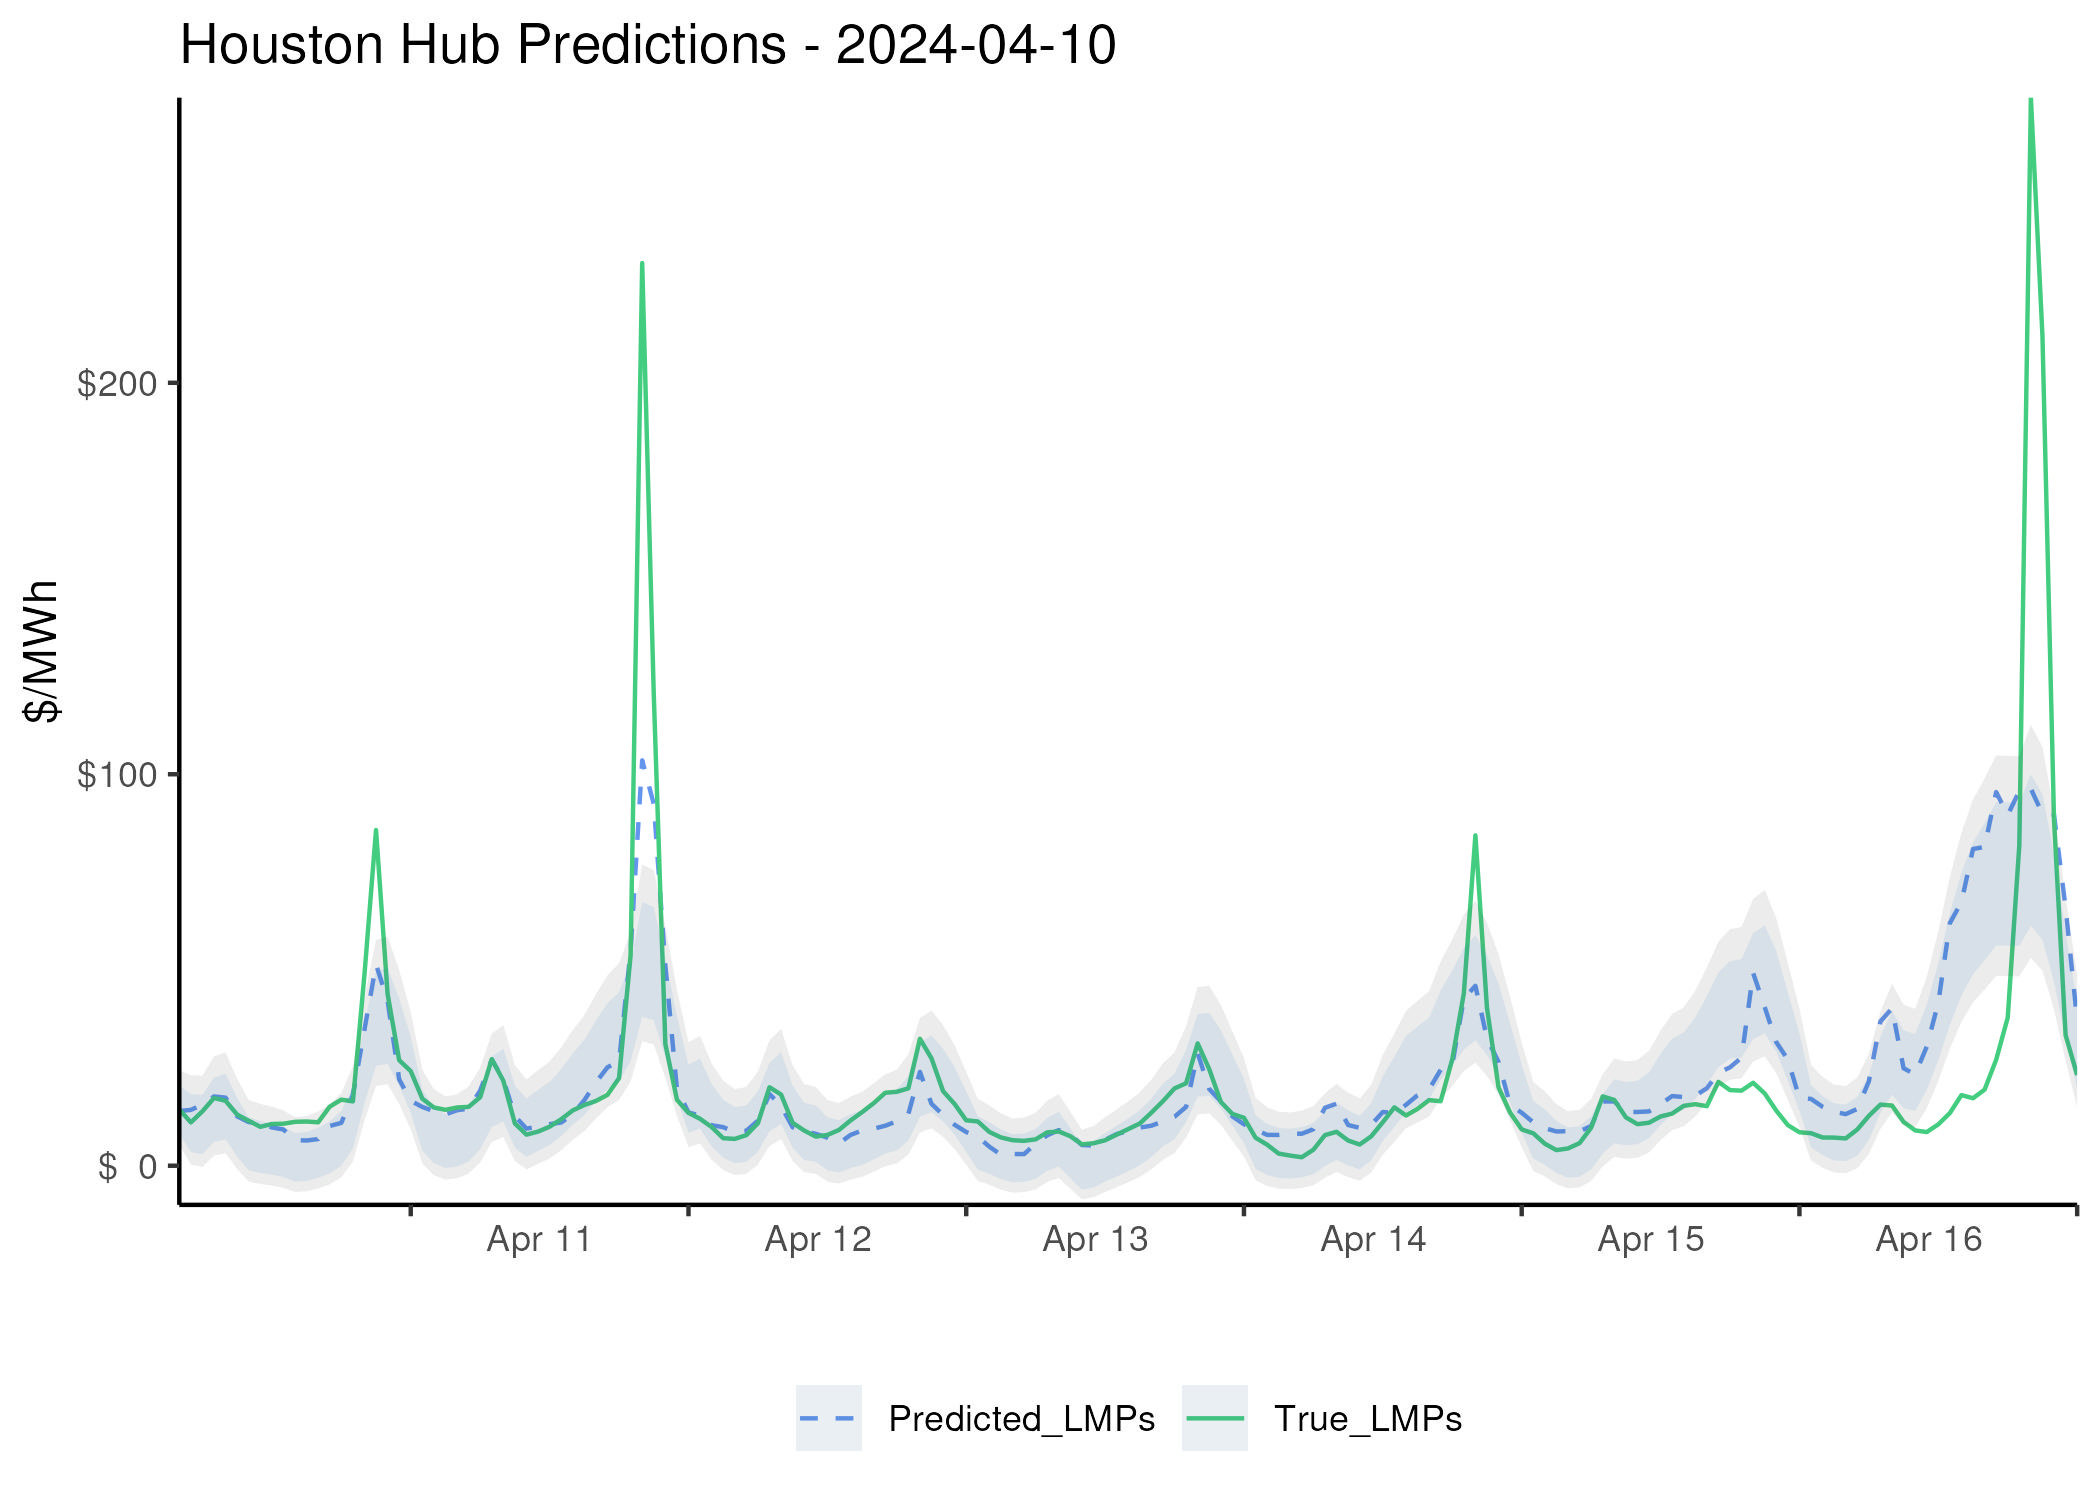 Houston Hub Predictions - 2024-04-10
$/MWh
$200
$100
$  0
Apr 11
Apr 12
Apr 13
Apr 14
Apr 15
Apr 16
Predicted_LMPs
True_LMPs